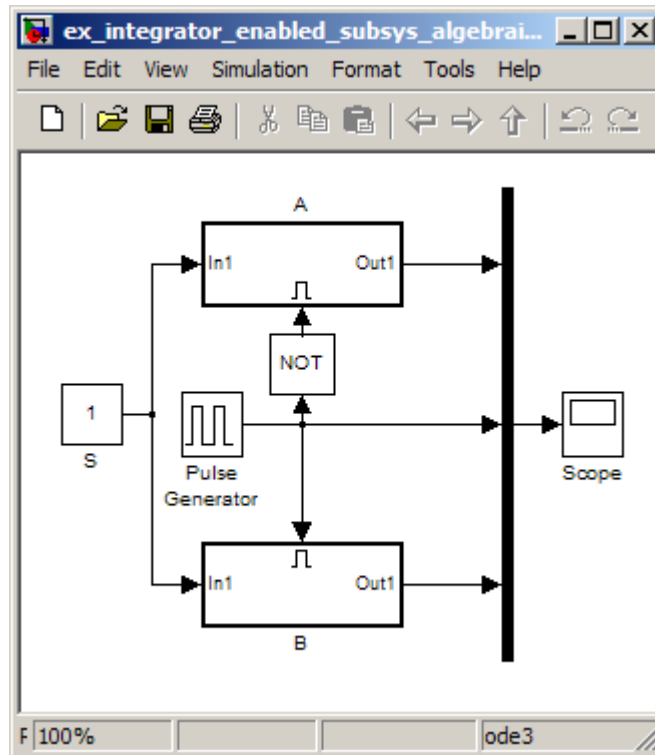 ex_integrator_enabled_subsys_algebrai...
File Edit View Simulation Format Tools Help
A
In1 Out1
NOT
1
S
Pulse
Generator
Scope
In1 Out1
B
F 100% ode3